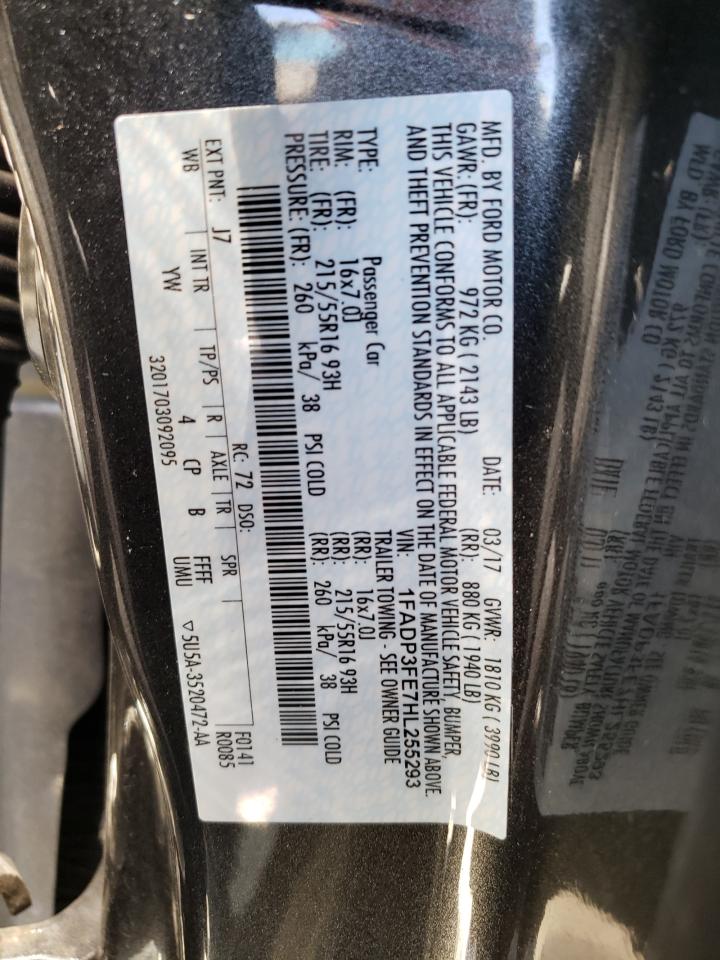 MFD. BY FORD MOTOR CO.
DATE: 03/17 GVWR: 1810 KG ( 3990 LB)
GAWR: (FR): 972 KG ( 2143 LB) (RR): 880 KG ( 1940 LB)
THIS VEHICLE CONFORMS TO ALL APPLICABLE FEDERAL MOTOR VEHICLE SAFETY, BUMPER,
AND THEFT PREVENTION STANDARDS IN EFFECT ON THE DATE OF MANUFACTURE SHOWN ABOVE.
VIN: 1FADP3FE7HL255293
TYPE: Passenger Car TRAILER TOWING - SEE OWNER GUIDE
RIM: (FR): 16x7.0J (RR): 16x7.0J
TIRE: (FR): 215/55R16 93H (RR): 215/55R16 93H
PRESSURE: (FR): 260 kPa/ 38 PSI COLD (RR): 260 kPa/ 38 PSI COLD
RC: 72 DSO: F0141
EXT PNT: J7 R0085
WB INT TR TP/PS R AXLE TR SPR
YW 4 CP B FFFF UMU
3201703092095 ▽5U5A-3520472-AA